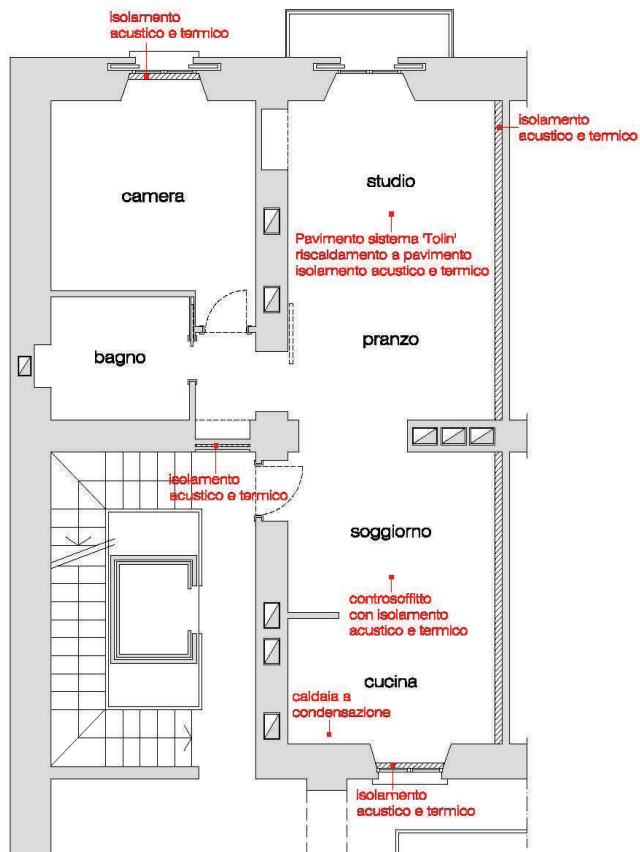 isolamento
acustico e termico
isolamento
acustico e termico
camera
studio
Pavimento sistema 'Tolin'
riscaldamento a pavimento
isolamento acustico e termico
bagno
pranzo
isolamento
acustico e termico
soggiorno
controsoffitto
con isolamento
acustico e termico
cucina
caldaia a
condensazione
isolamento
acustico e termico